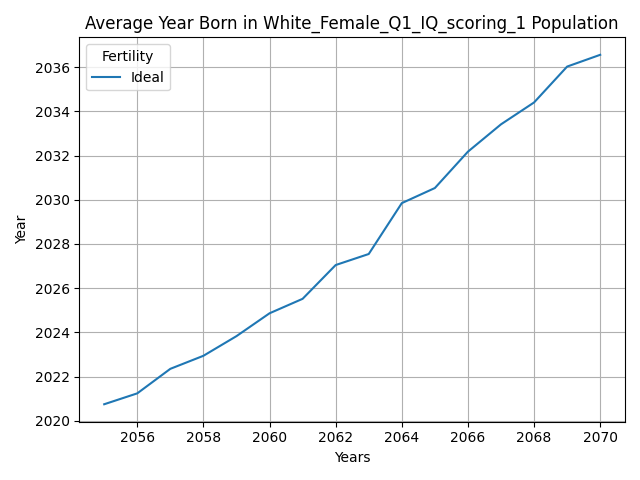 Average Year Born in White_Female_Q1_IQ_scoring_1 Population
Fertility
Ideal
2036
2034
2032
2030
2028
2026
2024
2022
2020
Year
2056 2058 2060 2062 2064 2066 2068 2070
Years